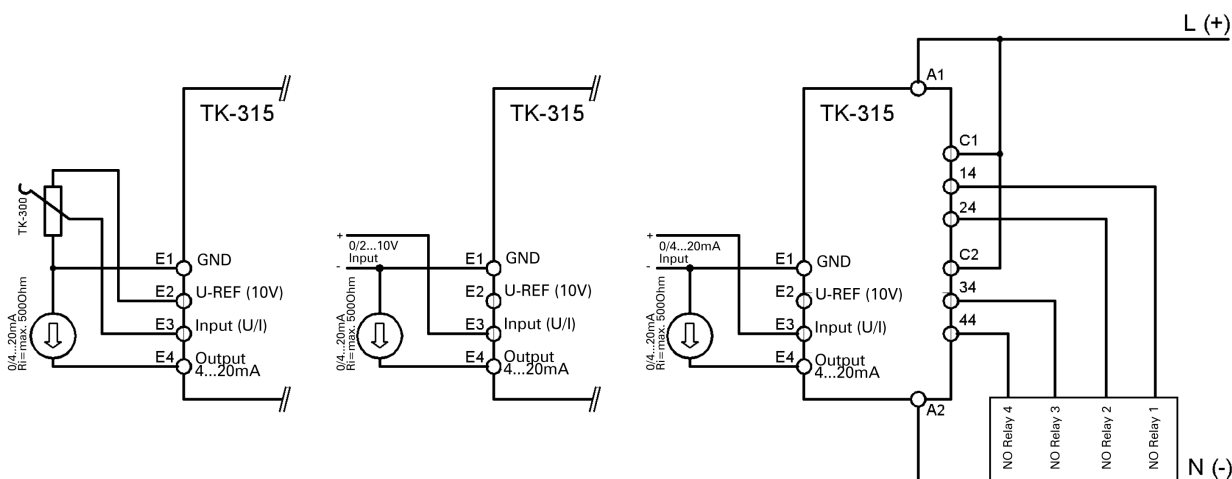 TK-315
TK-300
E1 GND
E2 U-REF (10V)
E3 Input (U/I)
E4 Output
4...20mA
0/4...20mA
Ri=max. 500Ohm
TK-315
+
0/2...10V
Input
-
E1 GND
E2 U-REF (10V)
E3 Input (U/I)
E4 Output
4...20mA
0/4...20mA
Ri=max. 500Ohm
L (+)
A1
TK-315
+
0/4...20mA
Input
-
E1 GND
E2 U-REF (10V)
E3 Input (U/I)
E4 Output
4...20mA
0/4...20mA
Ri=max. 500Ohm
C1
14
24
C2
34
44
A2
NO Relay 4
NO Relay 3
NO Relay 2
NO Relay 1
N (-)